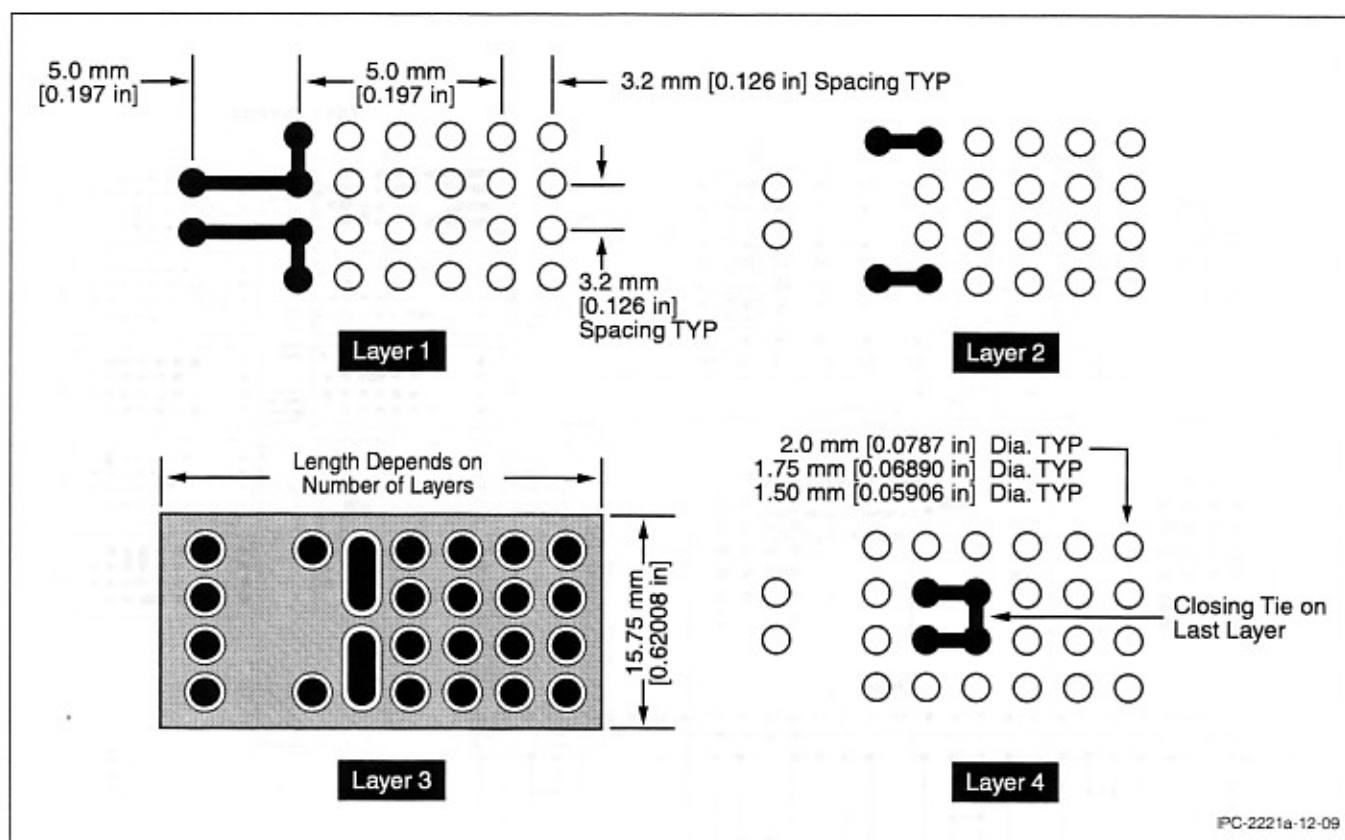 5.0 mm
[0.197 in]
5.0 mm
[0.197 in]
3.2 mm [0.126 in] Spacing TYP
3.2 mm
[0.126 in]
Spacing TYP
Layer 1
Layer 2
Length Depends on
Number of Layers
15.75 mm
[0.62008 in]
Layer 3
2.0 mm [0.0787 in] Dia. TYP
1.75 mm [0.06890 in] Dia. TYP
1.50 mm [0.05906 in] Dia. TYP
Closing Tie on
Last Layer
Layer 4
IPC-2221a-12-09